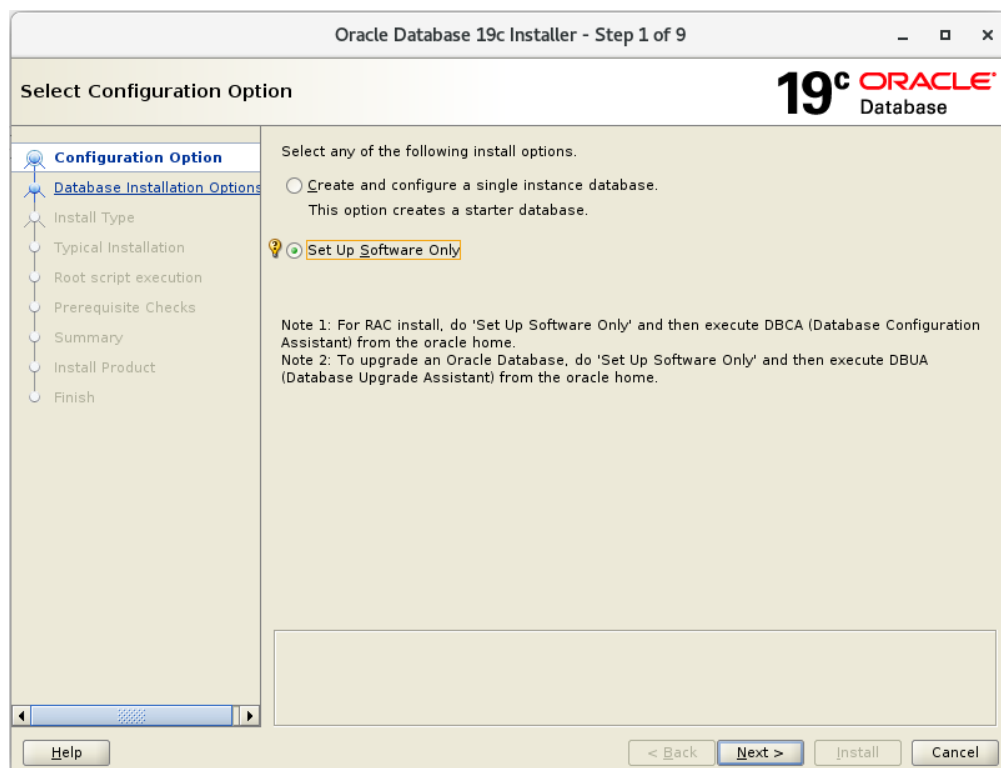 Oracle Database 19c Installer - Step 1 of 9
Select Configuration Option
19c ORACLE
Database
Configuration Option
Database Installation Options
Install Type
Typical Installation
Root script execution
Prerequisite Checks
Summary
Install Product
Finish
Select any of the following install options.
Create and configure a single instance database.
This option creates a starter database.
Set Up Software Only
Note 1: For RAC install, do 'Set Up Software Only' and then execute DBCA (Database Configuration
Assistant) from the oracle home.
Note 2: To upgrade an Oracle Database, do 'Set Up Software Only' and then execute DBUA
(Database Upgrade Assistant) from the oracle home.
Help
< Back
Next >
Install
Cancel